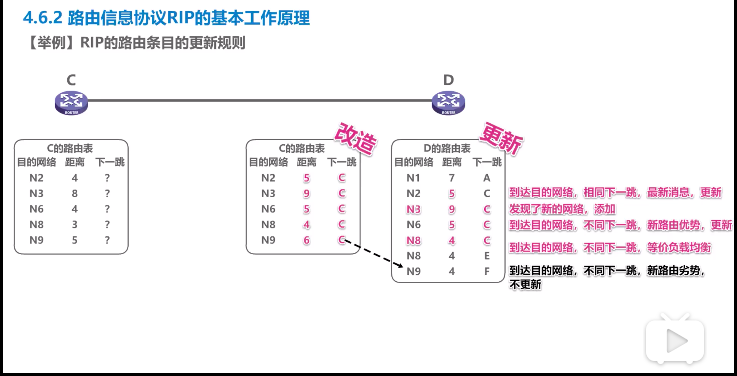 4.6.2 路由信息协议RIP的基本工作原理
【举例】RIP的路由条目的更新规则
C
D
ROUTER
ROUTER
改造
更新
C的路由表
目的网络 距离 下一跳
N2 4 ?
N3 8 ?
N6 4 ?
N8 3 ?
N9 5 ?
C的路由表
目的网络 距离 下一跳
N2 5 C
N3 9 C
N6 5 C
N8 4 C
N9 6 C
D的路由表
目的网络 距离 下一跳
N1 7 A
N2 5 C
N3 9 C
N6 5 C
N8 4 C
N8 4 E
N9 4 F
到达目的网络，相同下一跳，最新消息，更新
发现了新的网络，添加
到达目的网络，不同下一跳，新路由优势，更新
到达目的网络，不同下一跳，等价负载均衡
到达目的网络，不同下一跳，新路由劣势，
不更新